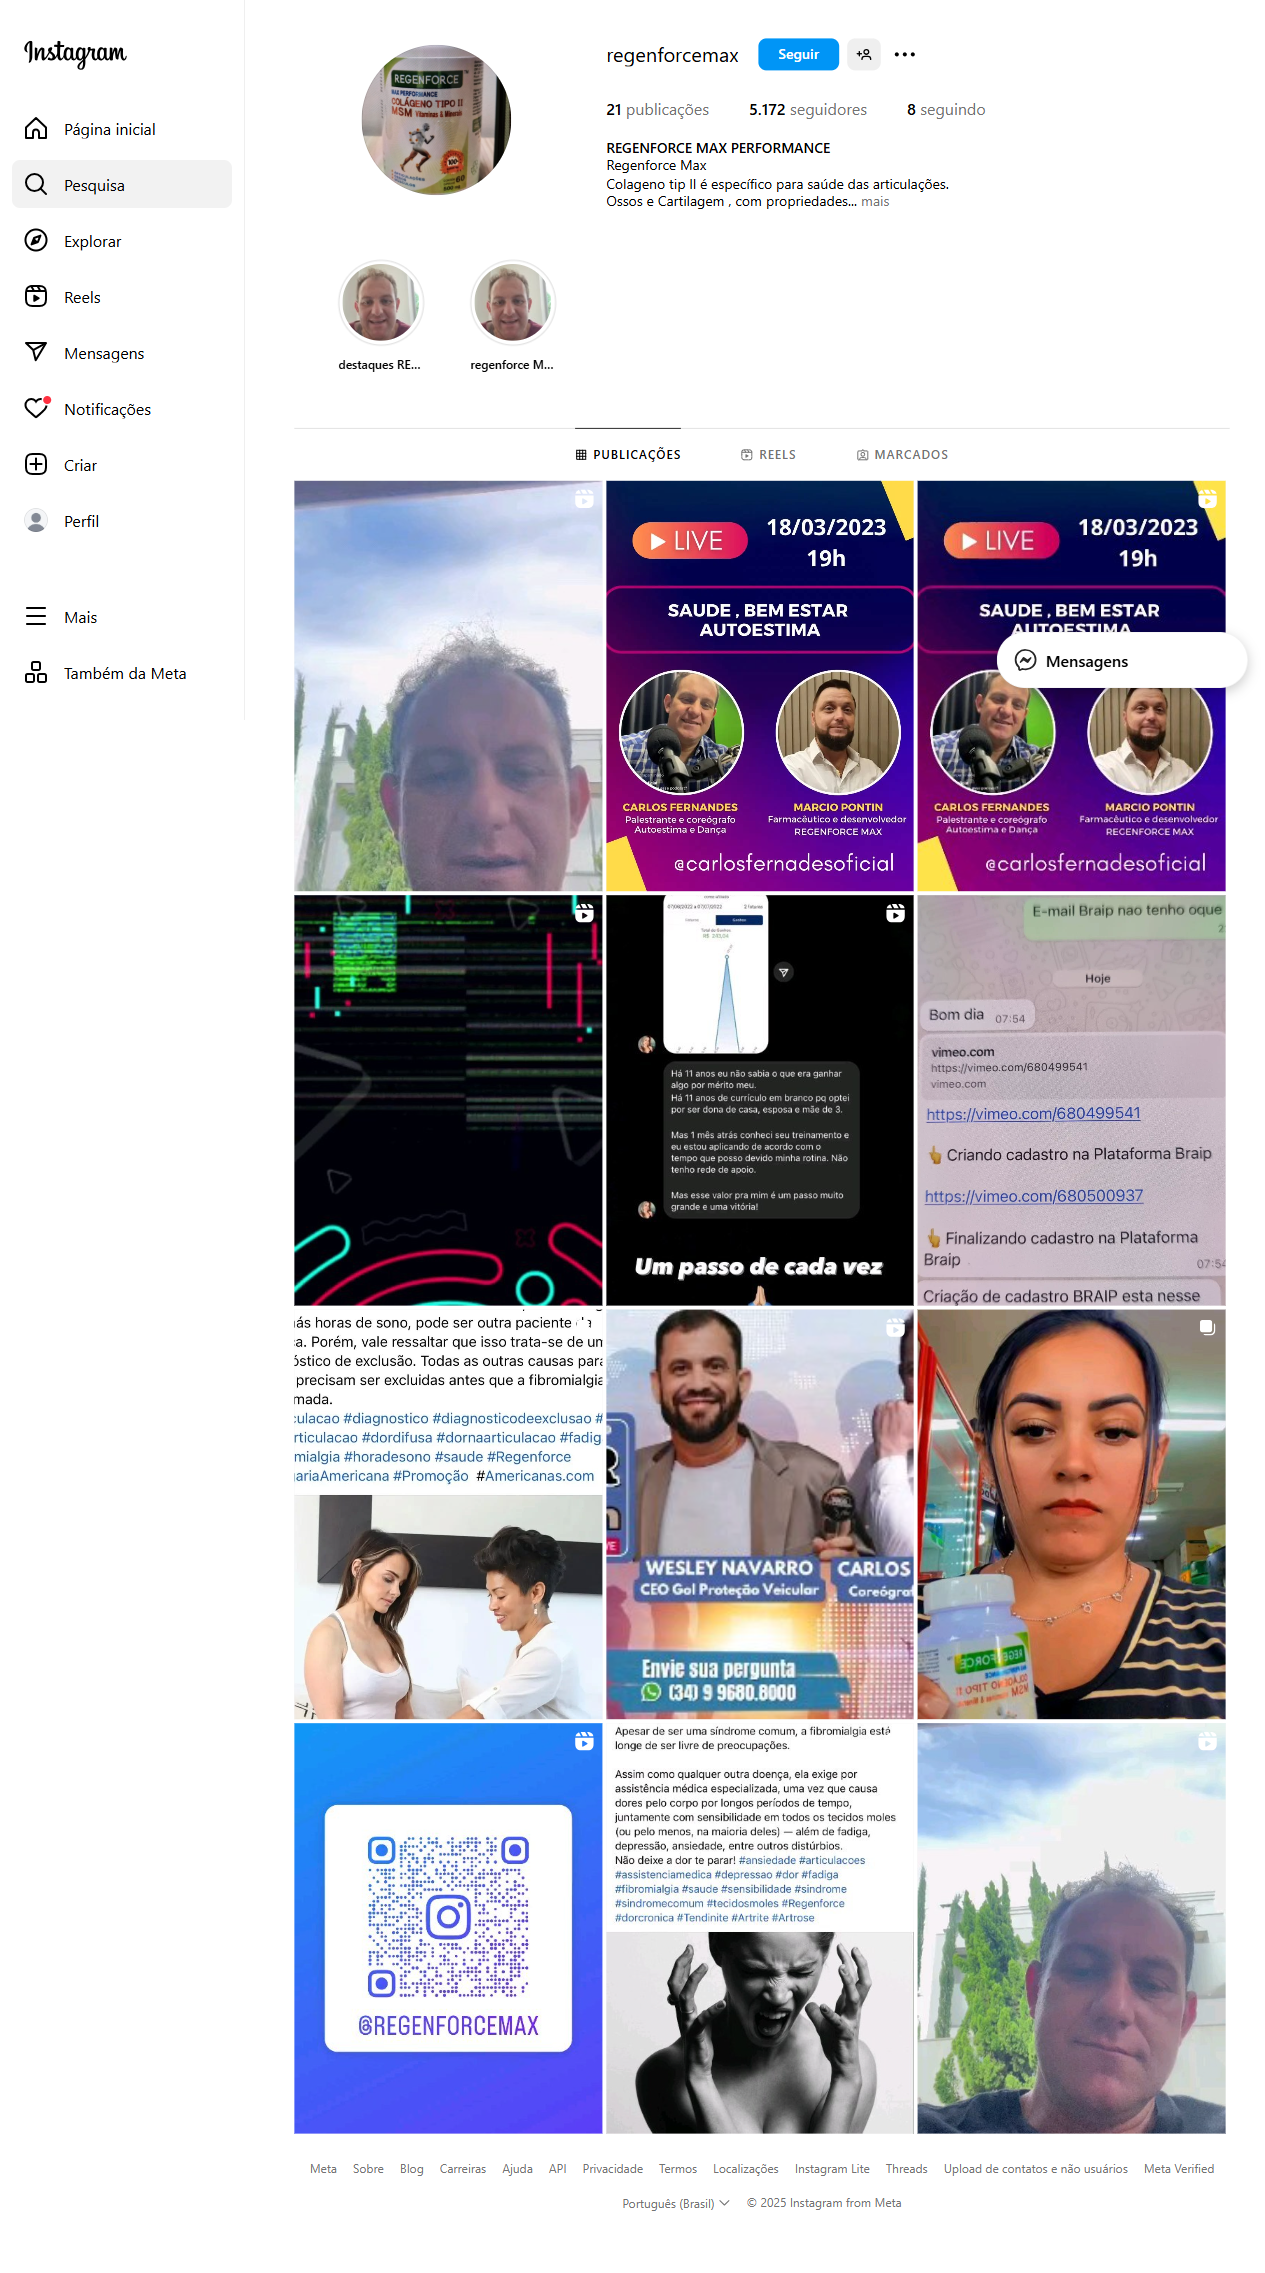 Instagram
Página inicial
Pesquisa
Explorar
Reels
Mensagens
Notificações
Criar
Perfil
Mais
Também da Meta
REGENFORCE
MAX PERFORMANCE
COLÁGENO TIPO II
MSM Vitaminas & Minerais
100%
60
regenforcemax
Seguir
21 publicações
5.172 seguidores
8 seguindo
REGENFORCE MAX PERFORMANCE
Regenforce Max
Colageno tip II é específico para saúde das articulações.
Ossos e Cartilagem , com propriedades... mais
destaques RE...
regenforce M...
PUBLICAÇÕES
REELS
MARCADOS
LIVE
18/03/2023
19h
SAUDE , BEM ESTAR
AUTOESTIMA
CARLOS FERNANDES
Palestrante e coreógrafo
Autoestima e Dança
MARCIO PONTIN
Farmacêutico e desenvolvedor
REGENFORCE MAX
@carlosfernadesoficial
LIVE
18/03/2023
19h
SAUDE , BEM ESTAR
AUTOESTIMA
Mensagens
CARLOS FERNANDES
Palestrante e coreógrafo
Autoestima e Dança
MARCIO PONTIN
Farmacêutico e desenvolvedor
REGENFORCE MAX
@carlosfernadesoficial
Há 11 anos eu não sabia o que era ganhar
algo por mérito meu.
Há 11 anos de currículo em branco pq optei
por ser dona de casa, esposa e mãe de 3.
Mas 1 mês atrás conheci seu treinamento e
eu estou aplicando de acordo com o
tempo que posso devido minha rotina. Não
tenho rede de apoio.
Mas esse valor pra mim é um passo muito
grande e uma vitória!
Um passo de cada vez
E-mail Braip nao tenho oque
Hoje
Bom dia 07:54
vimeo.com
https://vimeo.com/680499541
vimeo.com
https://vimeo.com/680499541
Criando cadastro na Plataforma Braip
https://vimeo.com/680500937
Finalizando cadastro na Plataforma
Braip
07:54
Criação de cadastro BRAIP esta nesse
más horas de sono, pode ser outra paciente da
ca. Porém, vale ressaltar que isso trata-se de um
óstico de exclusão. Todas as outras causas para
precisam ser excluidas antes que a fibromialgia
mada.
culacao #diagnostico #diagnosticodeexclusao #
rticulacao #dordifusa #dornaarticulacao #fadig
mialgia #horadesono #saude #Regenforce
gariaAmericana #Promoção #Americanas.com
WESLEY NAVARRO
CEO Gol Proteção Veicular
CARLOS
Coreógraf
Envie sua pergunta
(34) 9 9680.8000
@REGENFORCEMAX
Apesar de ser uma síndrome comum, a fibromialgia está
longe de ser livre de preocupações.
Assim como qualquer outra doença, ela exige por
assistência médica especializada, uma vez que causa
dores pelo corpo por longos períodos de tempo,
juntamente com sensibilidade em todos os tecidos moles
(ou pelo menos, na maioria deles) — além de fadiga,
depressão, ansiedade, entre outros distúrbios.
Não deixe a dor te parar! #ansiedade #articulacoes
#assistenciamedica #depressao #dor #fadiga
#fibromialgia #saude #sensibilidade #sindrome
#sindromecomum #tecidosmoles #Regenforce
#dorcronica #Tendinite #Artrite #Artrose
Meta Sobre Blog Carreiras Ajuda API Privacidade Termos Localizações Instagram Lite Threads Upload de contatos e não usuários Meta Verified
Português (Brasil) © 2025 Instagram from Meta